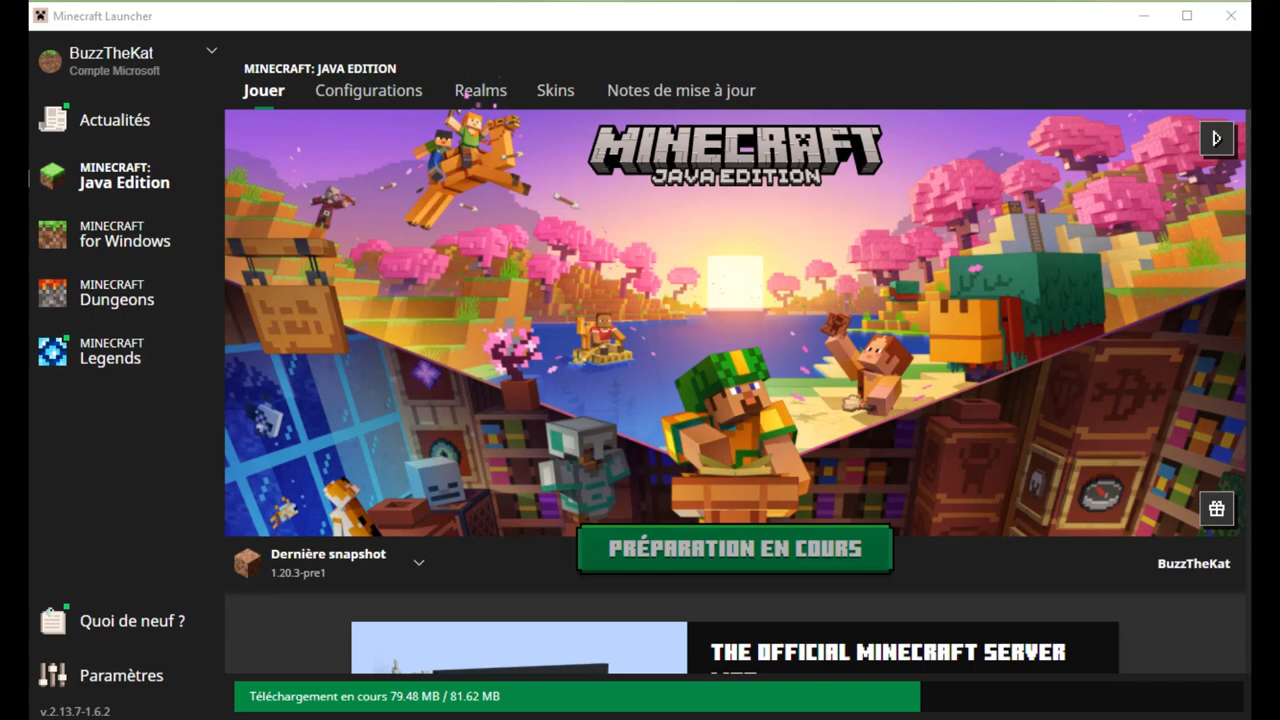 Minecraft Launcher
BuzzTheKat
Compte Microsoft
Actualités
MINECRAFT:
Java Edition
MINECRAFT
for Windows
MINECRAFT
Dungeons
MINECRAFT
Legends
Quoi de neuf ?
Paramètres
v.2.13.7-1.6.2
MINECRAFT: JAVA EDITION
Jouer Configurations Realms Skins Notes de mise à jour
MINECRAFT
JAVA EDITION
PRÉPARATION EN COURS
Dernière snapshot
1.20.3-pre1
BuzzTheKat
THE OFFICIAL MINECRAFT SERVER
Téléchargement en cours 79.48 MB / 81.62 MB